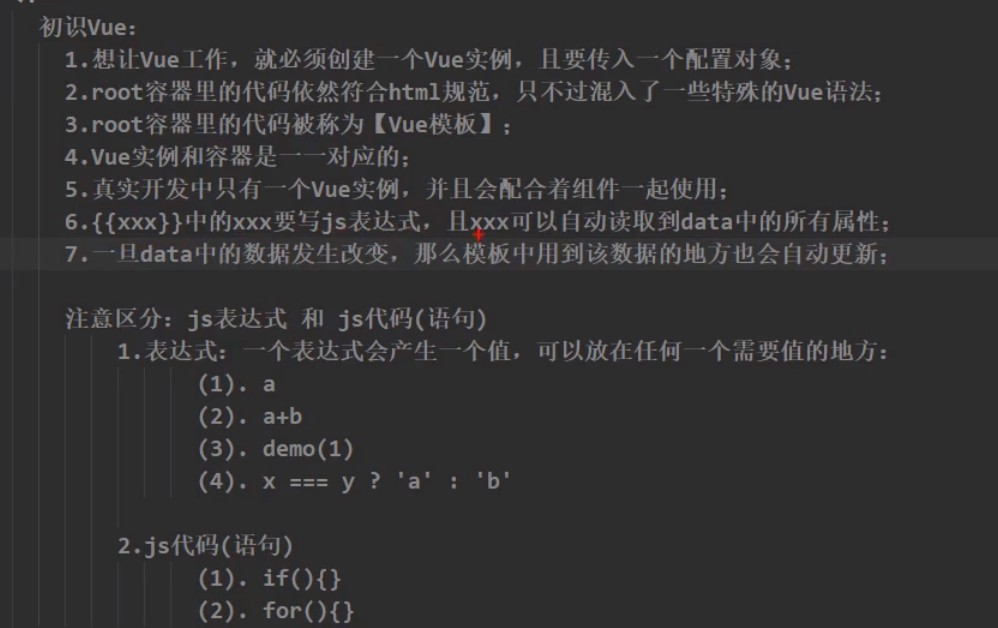 初识Vue:
1.想让Vue工作，就必须创建一个Vue实例，且要传入一个配置对象；
2.root容器里的代码依然符合html规范，只不过混入了一些特殊的Vue语法；
3.root容器里的代码被称为【Vue模板】；
4.Vue实例和容器是一一对应的；
5.真实开发中只有一个Vue实例，并且会配合着组件一起使用；
6.{{xxx}}中的xxx要写js表达式，且xxx可以自动读取到data中的所有属性；
7.一旦data中的数据发生改变，那么模板中用到该数据的地方也会自动更新；
注意区分：js表达式 和 js代码(语句)
1.表达式：一个表达式会产生一个值，可以放在任何一个需要值的地方：
(1). a
(2). a+b
(3). demo(1)
(4). x === y ? 'a' : 'b'
2.js代码(语句)
(1). if(){}
(2). for(){}